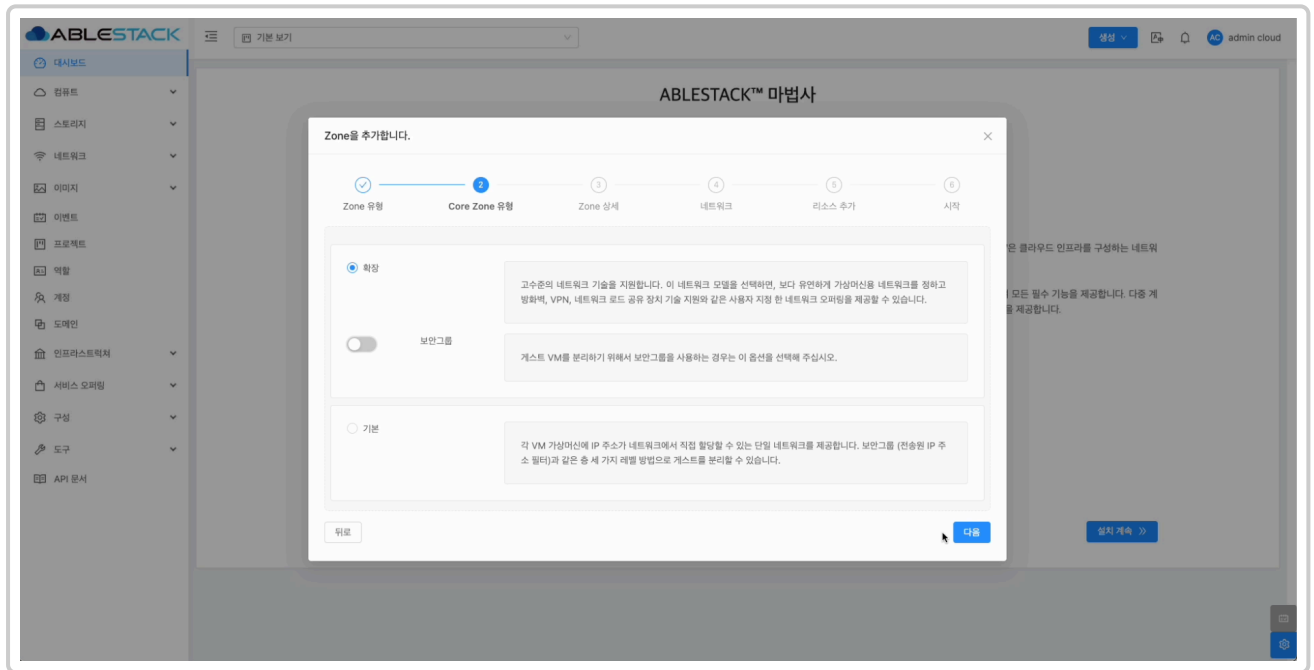 ABLESTACK
기본 보기
생성
AC
admin cloud
대시보드
컴퓨트
스토리지
네트워크
이미지
이벤트
프로젝트
역할
계정
도메인
인프라스트럭쳐
서비스 오퍼링
구성
도구
API 문서
ABLESTACK™ 마법사
은 클라우드 인프라를 구성하는 네트워
모든 필수 기능을 제공합니다. 다중 계
를 제공합니다.
설치 계속
Zone을 추가합니다.
2
3
4
5
6
Zone 유형
Core Zone 유형
Zone 상세
네트워크
리소스 추가
시작
확장
고수준의 네트워크 기술을 지원합니다. 이 네트워크 모델을 선택하면, 보다 유연하게 가상머신용 네트워크를 정하고
방화벽, VPN, 네트워크 로드 공유 장치 기술 지원와 같은 사용자 지정 한 네트워크 오퍼링을 제공할 수 있습니다.
보안그룹
게스트 VM를 분리하기 위해서 보안그룹을 사용하는 경우는 이 옵션을 선택해 주십시오.
기본
각 VM 가상머신에 IP 주소가 네트워크에서 직접 할당할 수 있는 단일 네트워크를 제공합니다. 보안그룹 (전송원 IP 주
소 필터)과 같은 층 세 가지 레벨 방법으로 게스트를 분리할 수 있습니다.
뒤로
다음